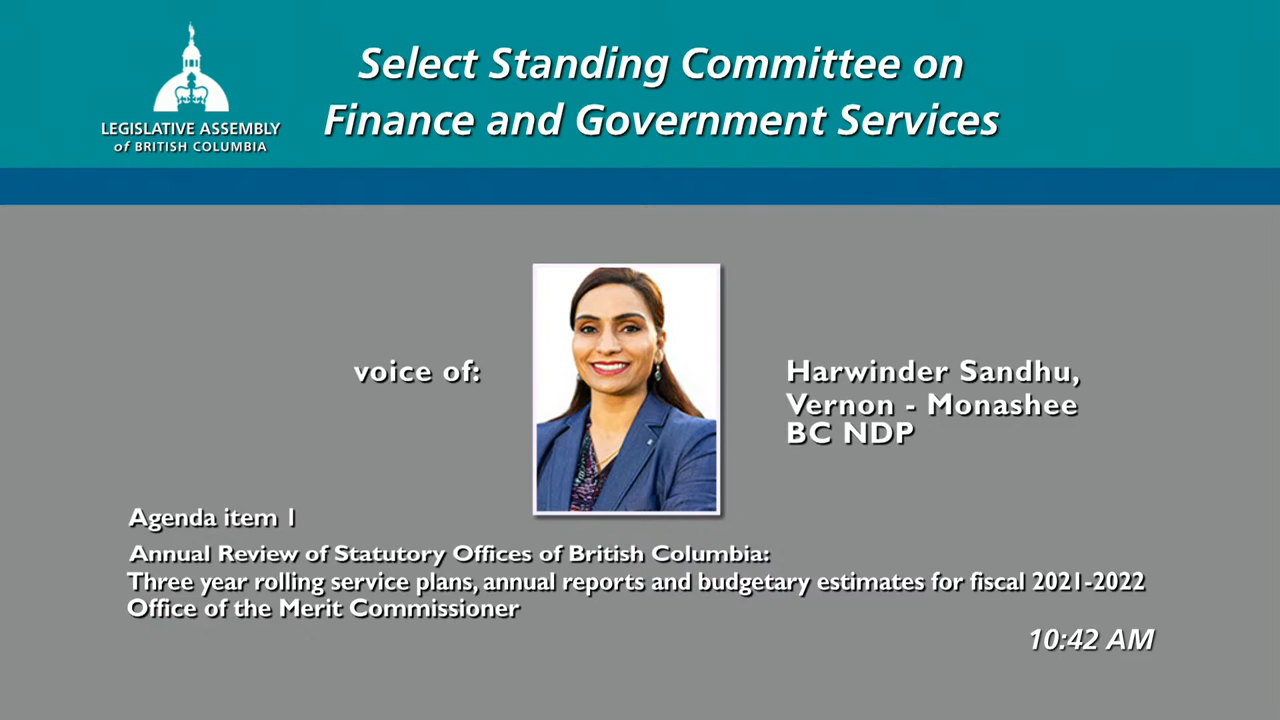 LEGISLATIVE ASSEMBLY
of BRITISH COLUMBIA
Select Standing Committee on
Finance and Government Services
voice of:
Harwinder Sandhu,
Vernon - Monashee
BC NDP
Agenda item 1
Annual Review of Statutory Offices of British Columbia:
Three year rolling service plans, annual reports and budgetary estimates for fiscal 2021-2022
Office of the Merit Commissioner
10:42 AM